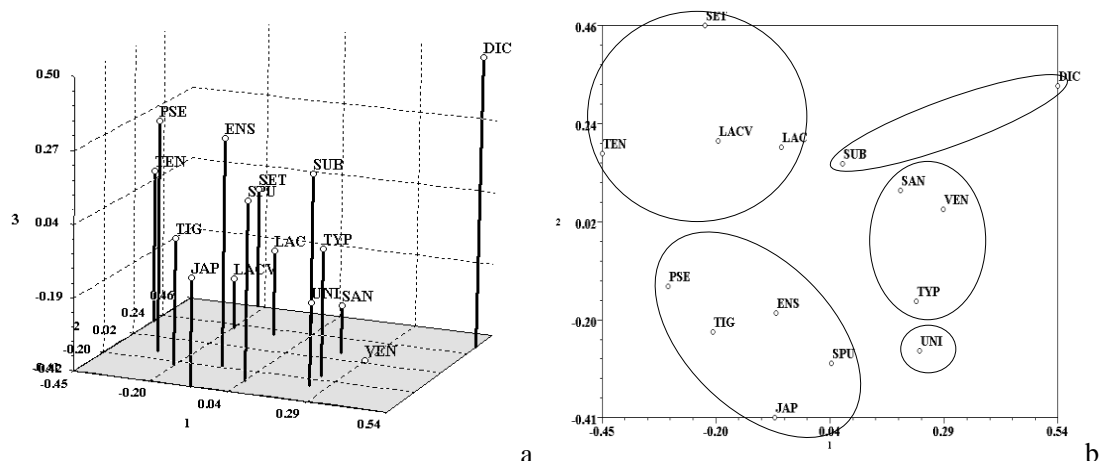 DIC
0.50
PSE
ENS
0.27
TEN
SUB
SET
SPU
3
0.04
TIG
LAC
TYP
JAP
LACV
-0.19
UNI
SAN
0.46
0.24
2
0.02
-0.20
VEN
-0.45
-0.20
0.04
0.29
0.54
1
a
0.46
SET
DIC
0.24
TEN
LACV
LAC
SUB
SAN
VEN
2
0.02
PSE
ENS
TYP
-0.20
TIG
UNI
SPU
JAP
-0.41
-0.45
-0.20
0.04
0.29
0.54
1
b